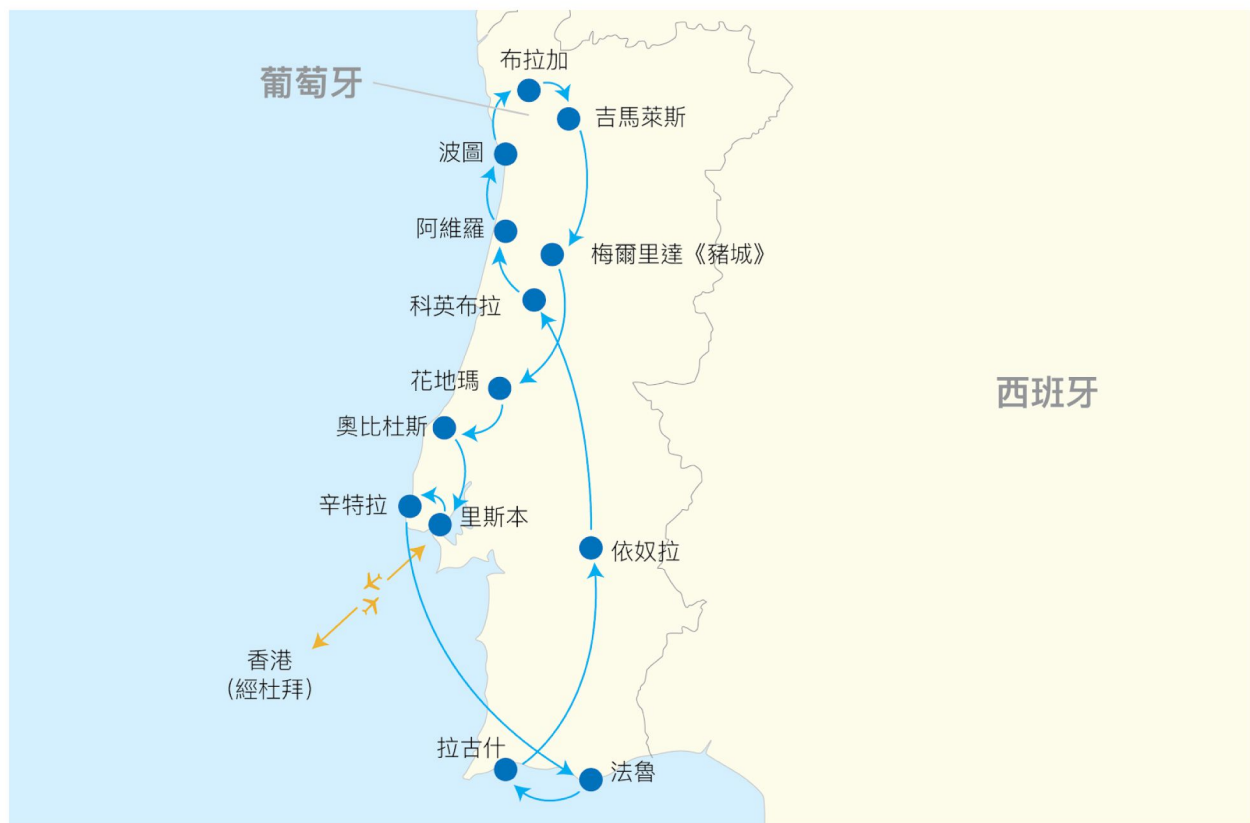 布拉加
葡萄牙
吉馬萊斯
波圖
阿維羅
梅爾里達《豬城》
科英布拉
花地瑪
西班牙
奧比杜斯
辛特拉
里斯本
依奴拉
香港
(經杜拜)
拉古什
法魯